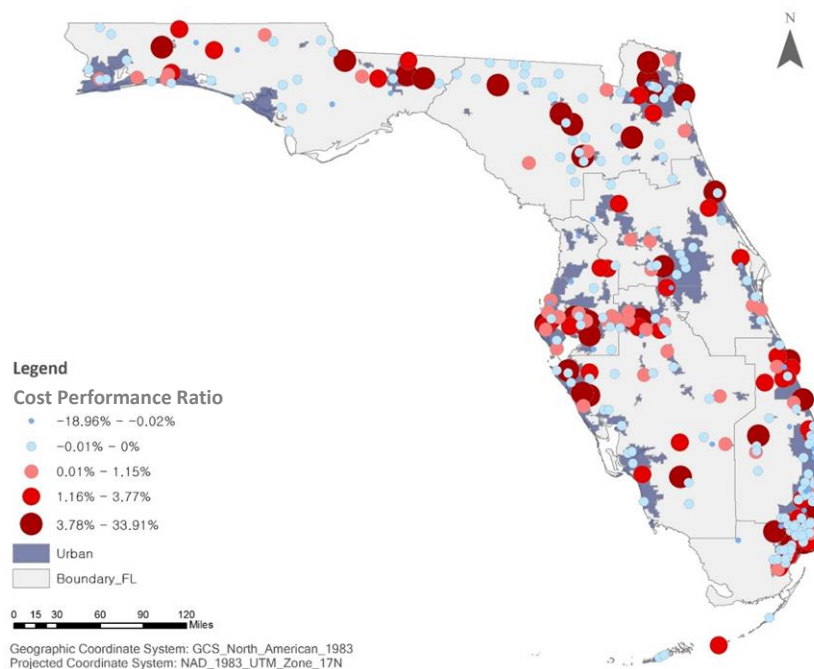 N
Legend
Cost Performance Ratio
−18.96% − −0.02%
-0.01% − 0%
0.01% − 1.15%
1.16% − 3.77%
3.78% − 33.91%
Urban
Boundary_FL
0 15 30 60 90 120
Miles
Geographic Coordinate System: GCS_North_American_1983
Projected Coordinate System: NAD_1983_UTM_Zone_17N